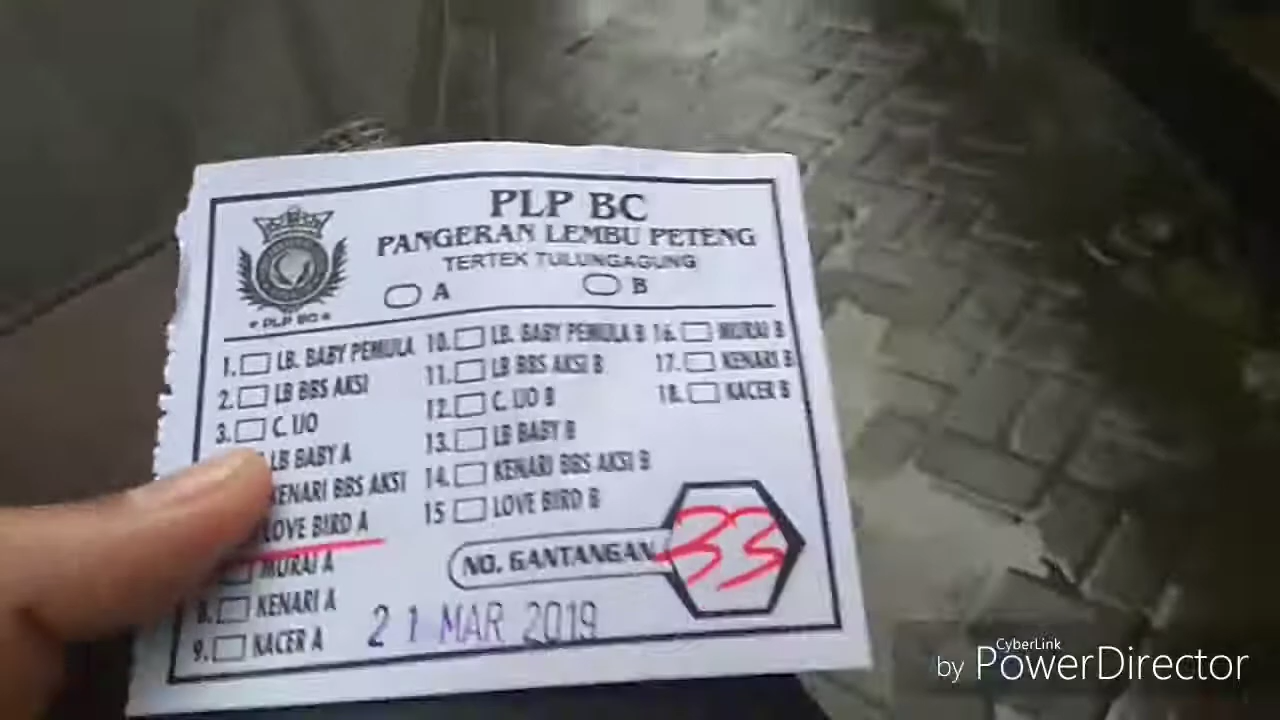 PLP BC
PANGERAN LEMBU PETENG
TERTEK TULUNGAGUNG
A
B
* PLP BC *
1. LB. BABY PEMULA
2. LB BBS AKSI
3. C. IJO
LB BABY A
KENARI BBS AKSI
LOVE BIRD A
MURAI A
8. KENARI A
9. KACER A
10. LB. BABY PEMULA B
11. LB BBS AKSI B
12. C. IJO B
13. LB BABY B
14. KENARI BBS AKSI B
15 LOVE BIRD B
16. MURAI B
17. KENARI B
18. KACER B
NO. GANTANGAN
33
21 MAR 2019
CyberLink
by PowerDirector